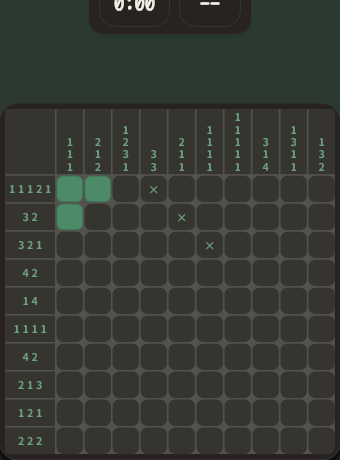 0:00 --
1
1 1 1 1
1 2 2 2 1 1 3 3 1
1 1 3 3 1 1 1 1 1 3
1 2 1 3 1 1 1 4 1 2
1 1 1 2 1
3 2
3 2 1
4 2
1 4
1 1 1 1
4 2
2 1 3
1 2 1
2 2 2